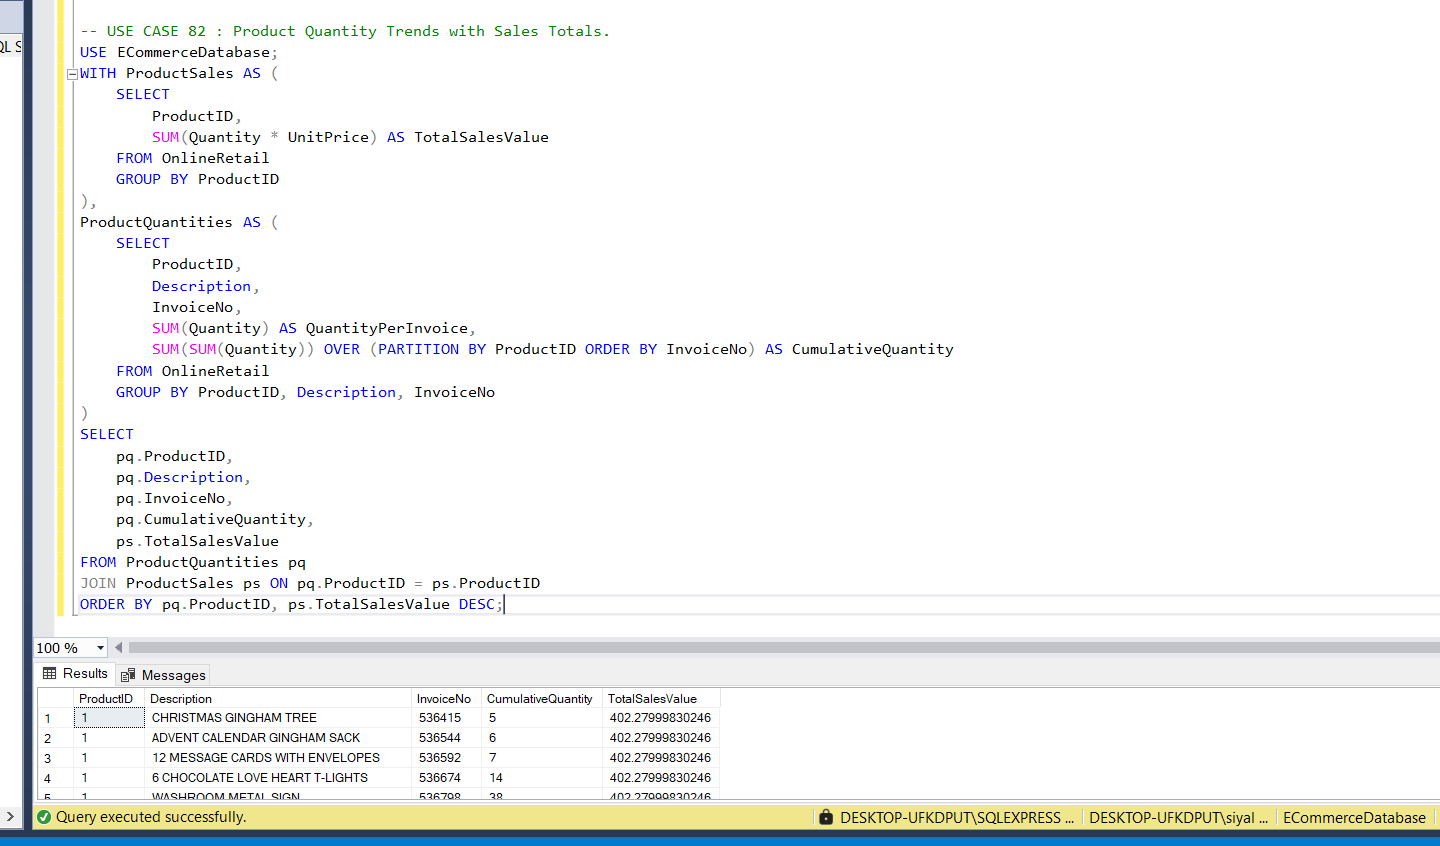 -- USE CASE 82 : Product Quantity Trends with Sales Totals.
QL S
USE ECommerceDatabase;
WITH ProductSales AS (
SELECT
ProductID,
SUM(Quantity * UnitPrice) AS TotalSalesValue
FROM OnlineRetail
GROUP BY ProductID
),
ProductQuantities AS (
SELECT
ProductID,
Description,
InvoiceNo,
SUM(Quantity) AS QuantityPerInvoice,
SUM(SUM(Quantity)) OVER (PARTITION BY ProductID ORDER BY InvoiceNo) AS CumulativeQuantity
FROM OnlineRetail
GROUP BY ProductID, Description, InvoiceNo
)
SELECT
pq.ProductID,
pq.Description,
pq.InvoiceNo,
pq.CumulativeQuantity,
ps.TotalSalesValue
FROM ProductQuantities pq
JOIN ProductSales ps ON pq.ProductID = ps.ProductID
ORDER BY pq.ProductID, ps.TotalSalesValue DESC;
100 %
Results Messages
ProductID Description InvoiceNo CumulativeQuantity TotalSalesValue
1 1 CHRISTMAS GINGHAM TREE 536415 5 402.27999830246
2 1 ADVENT CALENDAR GINGHAM SACK 536544 6 402.27999830246
3 1 12 MESSAGE CARDS WITH ENVELOPES 536592 7 402.27999830246
4 1 6 CHOCOLATE LOVE HEART T-LIGHTS 536674 14 402.27999830246
5 1 WASHROOM METAL SIGN 536798 38 402.27999830246
Query executed successfully. DESKTOP-UFKDPUT\SQLEXPRESS ... DESKTOP-UFKDPUT\siyal ... ECommerceDatabase